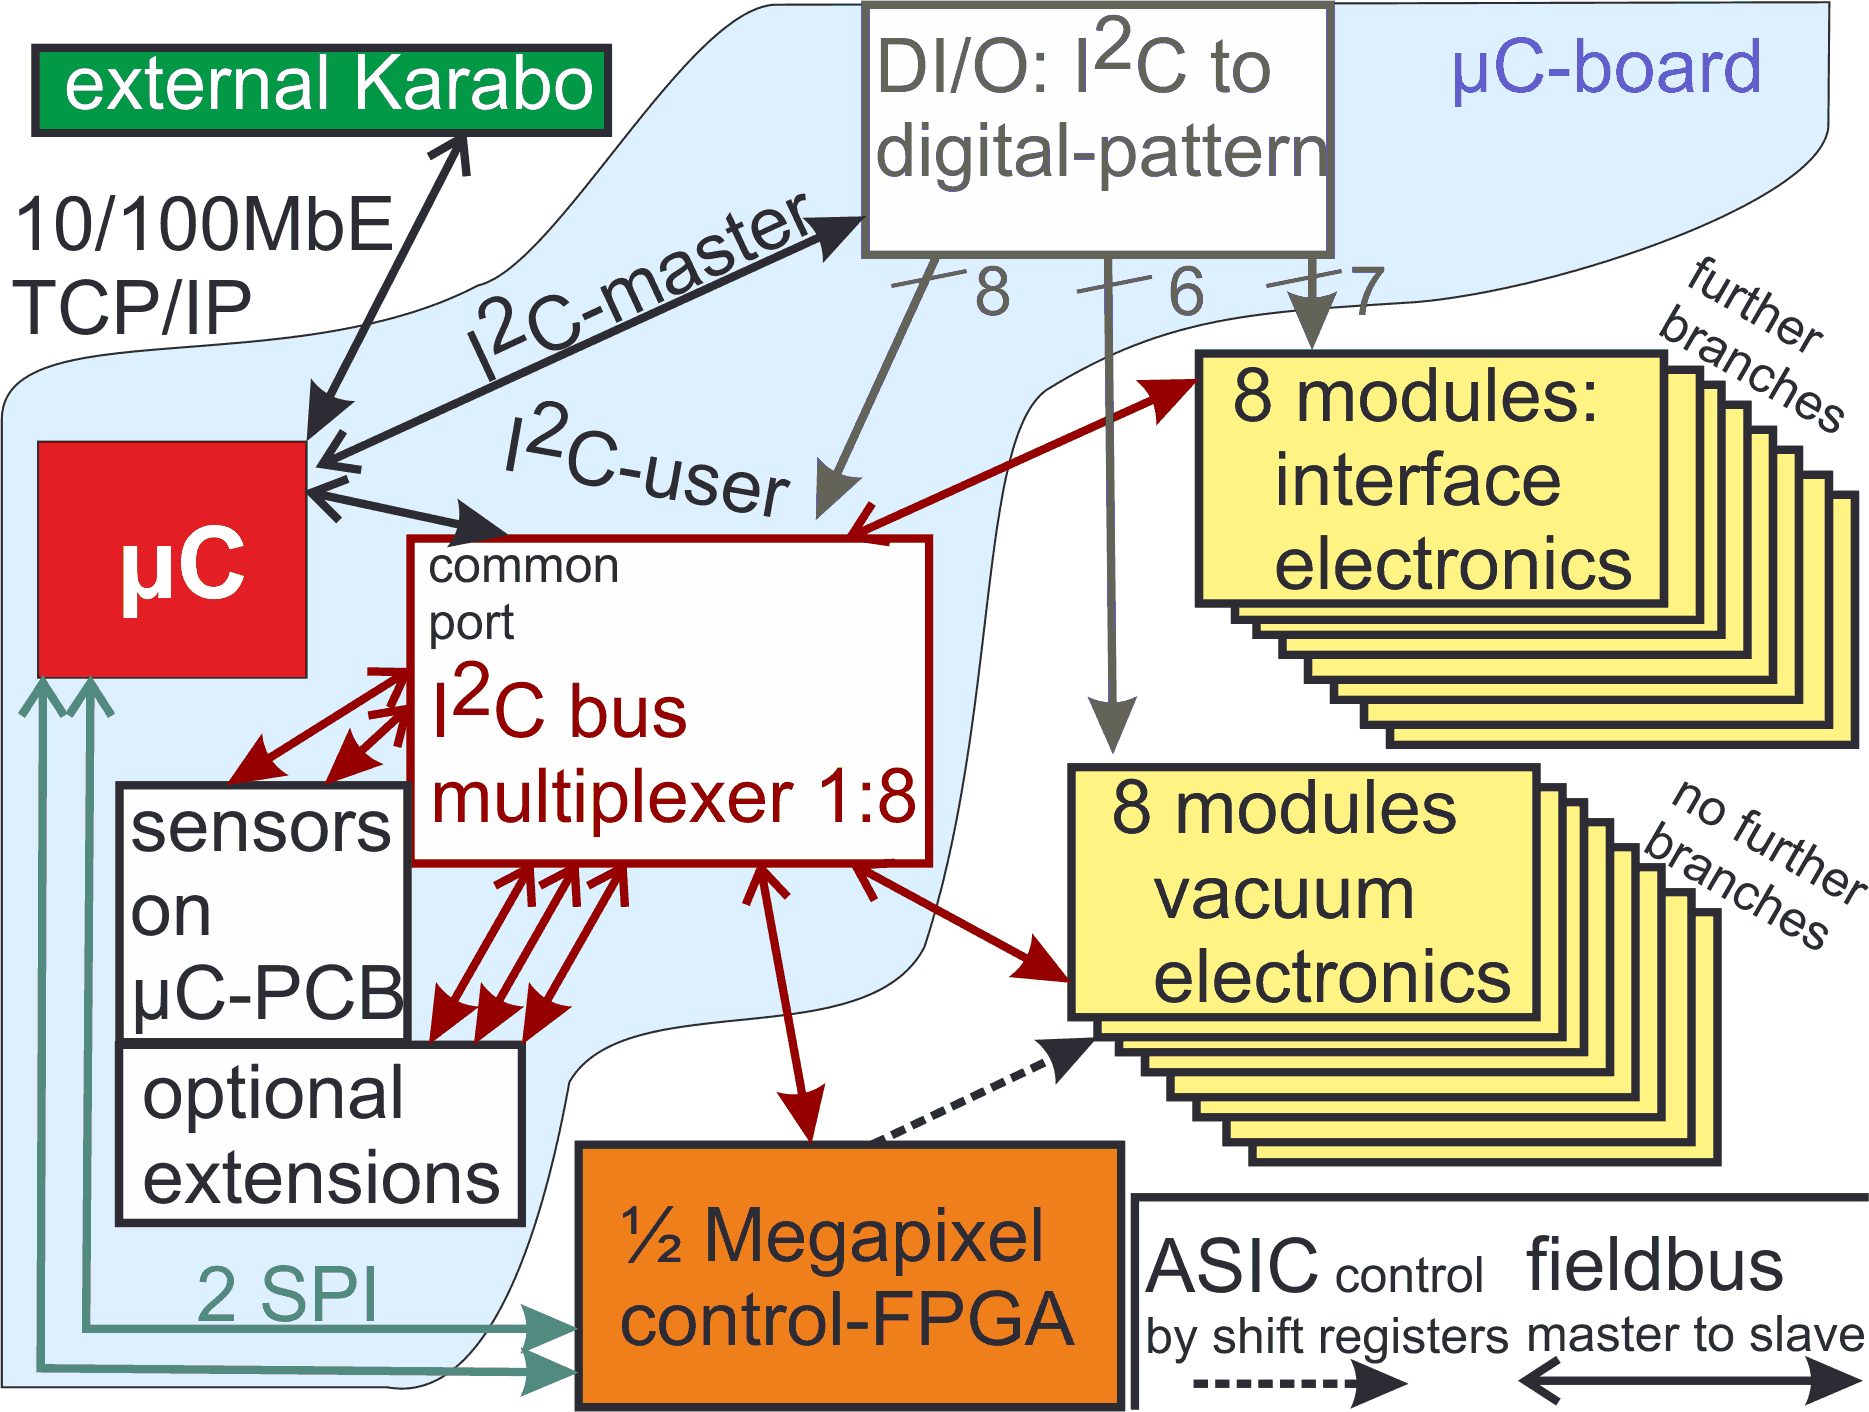 external Karabo
DI/O: I²C to
digital-pattern
µC-board
10/100MbE
TCP/IP
I²C-master
8
6
7
further
branches
I²C-user
8 modules:
interface
electronics
µC
common
port
I²C bus
multiplexer 1:8
sensors
on
µC-PCB
8 modules
vacuum
electronics
no further
branches
optional
extensions
2 SPI
½ Megapixel
control-FPGA
ASIC control
by shift registers
fieldbus
master to slave